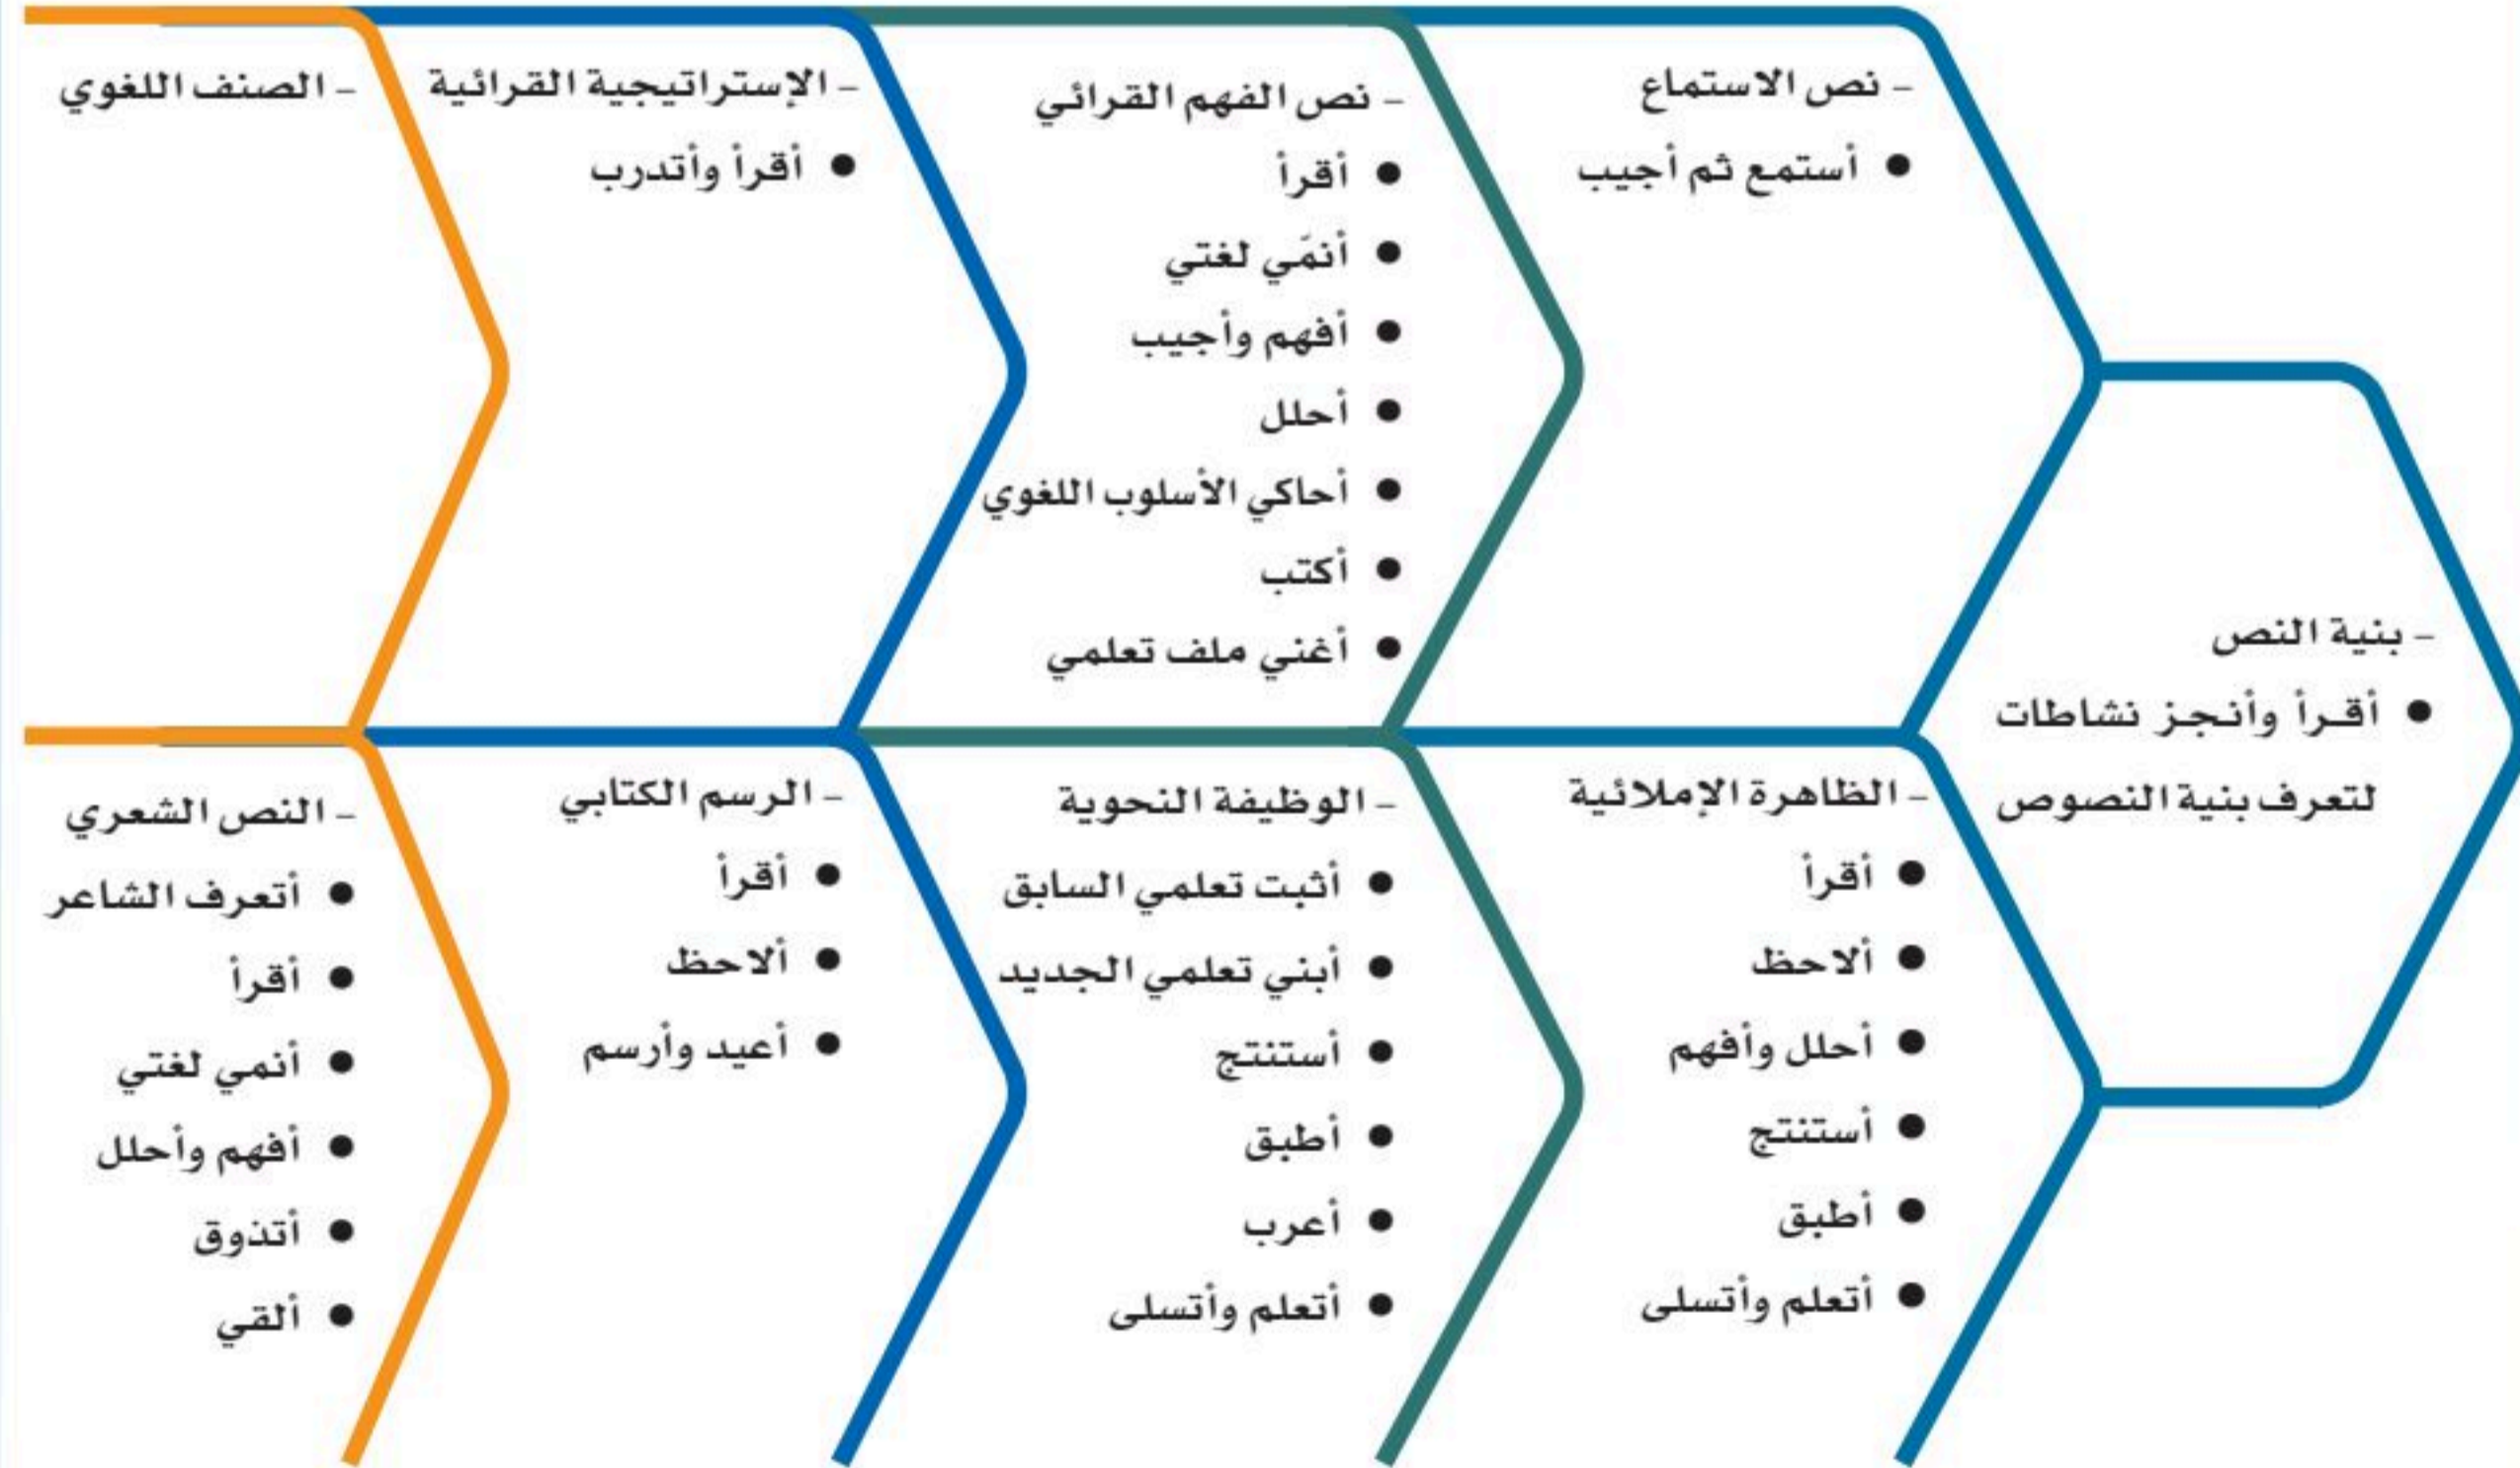 – نص الاستماع
● أستمع ثم أجيب
– نص الفهم القرائي
● أقرأ
● أنمّي لغتي
● أفهم وأجيب
● أحلل
● أحاكي الأسلوب اللغوي
● أكتب
● أغني ملف تعلمي
– الإستراتيجية القرائية
● أقرأ وأتدرب
– الصنف اللغوي
– بنية النص
● أقرأ وأنجز نشاطات
لتعرف بنية النصوص
– الظاهرة الإملائية
● أقرأ
● ألاحظ
● أحلل وأفهم
● أستنتج
● أطبق
● أتعلم وأتسلى
– الوظيفة النحوية
● أثبت تعلمي السابق
● أبني تعلمي الجديد
● أستنتج
● أطبق
● أعرب
● أتعلم وأتسلى
– الرسم الكتابي
● أقرأ
● ألاحظ
● أعيد وأرسم
– النص الشعري
● أتعرف الشاعر
● أقرأ
● أنمي لغتي
● أفهم وأحلل
● أتذوق
● ألقي